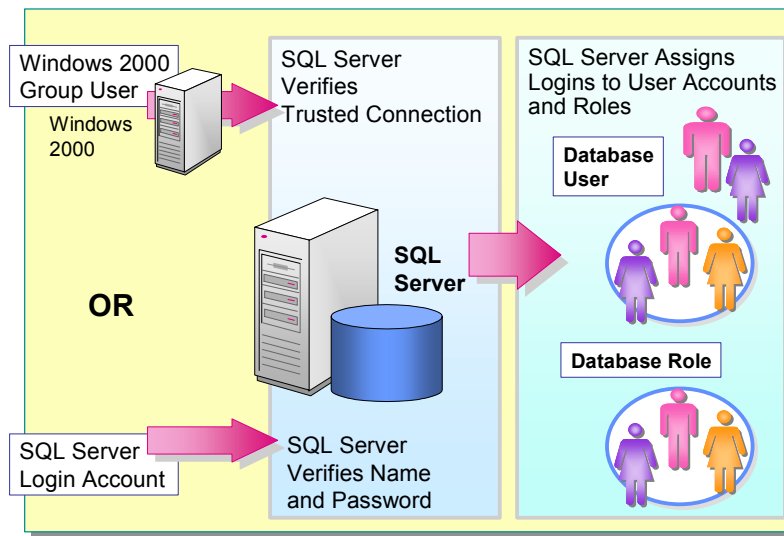 Windows 2000
Group User
Windows
2000
SQL Server
Verifies
Trusted Connection
SQL Server Assigns
Logins to User Accounts
and Roles
Database
User
SQL
Server
OR
Database Role
SQL Server
Login Account
SQL Server
Verifies Name
and Password